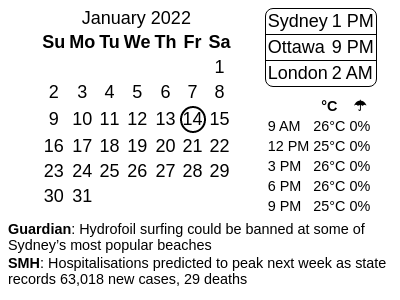 January 2022
Su Mo Tu We Th Fr Sa
1
2 3 4 5 6 7 8
9 10 11 12 13 14 15
16 17 18 19 20 21 22
23 24 25 26 27 28 29
30 31
Sydney 1 PM
Ottawa 9 PM
London 2 AM
°C ☂
9 AM 26°C 0%
12 PM 25°C 0%
3 PM 26°C 0%
6 PM 26°C 0%
9 PM 25°C 0%
Guardian: Hydrofoil surfing could be banned at some of
Sydney's most popular beaches
SMH: Hospitalisations predicted to peak next week as state
records 63,018 new cases, 29 deaths